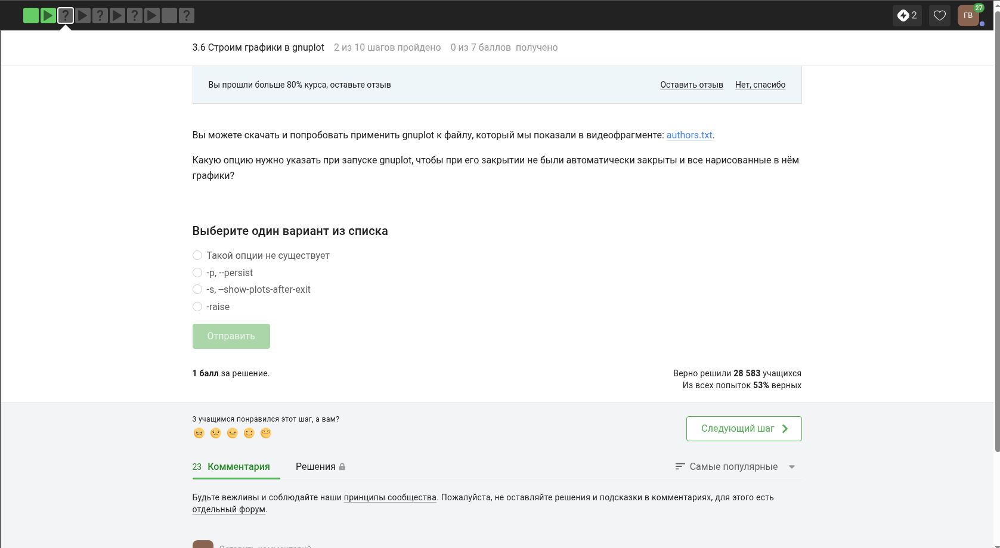 ? ? ? ?
2
ГВ
27
3.6 Строим графики в gnuplot 2 из 10 шагов пройдено 0 из 7 баллов получено
Вы прошли больше 80% курса, оставьте отзыв Оставить отзыв Нет, спасибо
Вы можете скачать и попробовать применить gnuplot к файлу, который мы показали в видеофрагменте: authors.txt.
Какую опцию нужно указать при запуске gnuplot, чтобы при его закрытии не были автоматически закрыты и все нарисованные в нём
графики?
Выберите один вариант из списка
Такой опции не существует
-p, --persist
-s, --show-plots-after-exit
-raise
Отправить
1 балл за решение.
Верно решили 28 583 учащихся
Из всех попыток 53% верных
3 учащимся понравился этот шаг, а вам?
Следующий шаг
23 Комментария Решения Самые популярные
Будьте вежливы и соблюдайте наши принципы сообщества. Пожалуйста, не оставляйте решения и подсказки в комментариях, для этого есть
отдельный форум.
Оставить комментарий